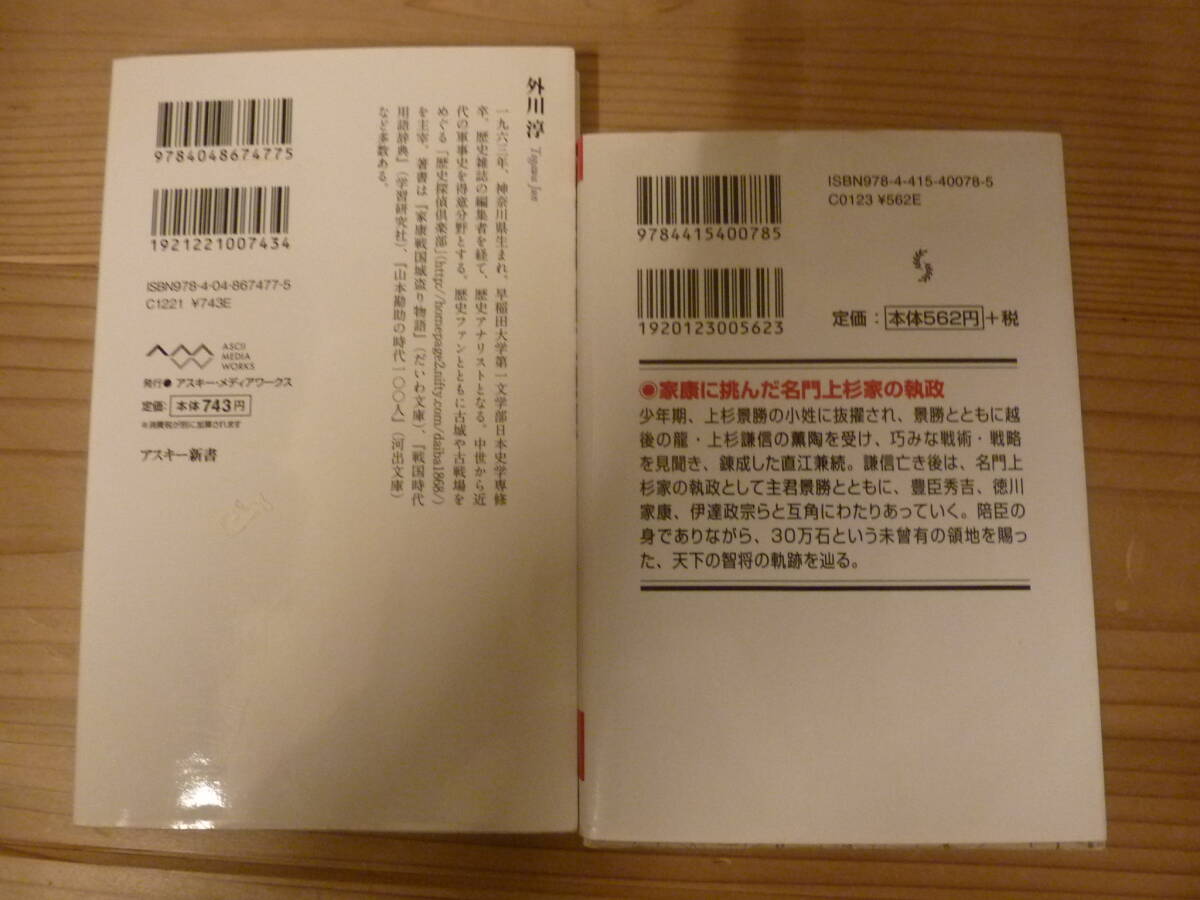 9784048674775
1921221007434
ISBN978-4-04-867477-5
C1221 ¥743E
ASCII
MEDIA
WORKS
発行● アスキー・メディアワークス
定価: 本体743円
※消費税が別に加算されます
アスキー新書
外川 淳 Togawa Jun
一九六三年、神奈川県生まれ。早稲田大学第一文学部日本史学専修
卒。歴史雑誌の編集者を経て、歴史アナリストとなる。中世から近
代の軍事史を得意分野とする。歴史ファンとともに古城や古戦場を
めぐる「歴史探偵倶楽部」(http://homepage2.nifty.com/daiba1868/)
を主宰。著書は『家康戦国城盗り物語』(だいわ文庫)、『戦国時代
用語辞典』(学習研究社)、『山本勘助の時代一〇〇人』(河出文庫)
など多数ある。
9784415400785
1920123005623
ISBN978-4-415-40078-5
C0123 ¥562E
定価:本体562円+税
●家康に挑んだ名門上杉家の執政
少年期、上杉景勝の小姓に抜擢され、景勝とともに越
後の龍・上杉謙信の薫陶を受け、巧みな戦術・戦略
を見聞き、錬成した直江兼続。謙信亡き後は、名門上
杉家の執政として主君景勝とともに、豊臣秀吉、徳川
家康、伊達政宗らと互角にわたりあっていく。陪臣の
身でありながら、30万石という未曾有の領地を賜っ
た、天下の智将の軌跡を辿る。